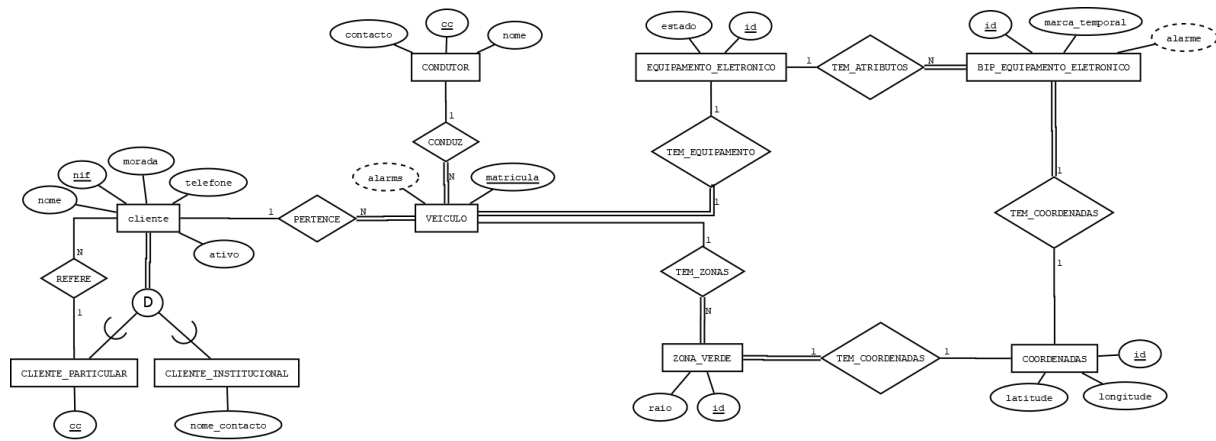 cc
contacto
nome
CONDUTOR
1
CONDUZ
N
estado
id
EQUIPAMENTO_ELETRONICO
1
TEM_ATRIBUTOS
N
id
marca_temporal
alarme
BIP_EQUIPAMENTO_ELETRONICO
1
TEM_EQUIPAMENTO
1
1
TEM_COORDENADAS
1
nome
nif
morada
telefone
cliente
ativo
1
PERTENCE
N
alarms
matricula
VEICULO
1
TEM_ZONAS
N
N
REFERE
1
D
CLIENTE_PARTICULAR
CLIENTE_INSTITUCIONAL
cc
nome_contacto
ZONA_VERDE
raio
id
1
TEM_COORDENADAS
1
COORDENADAS
id
latitude
longitude